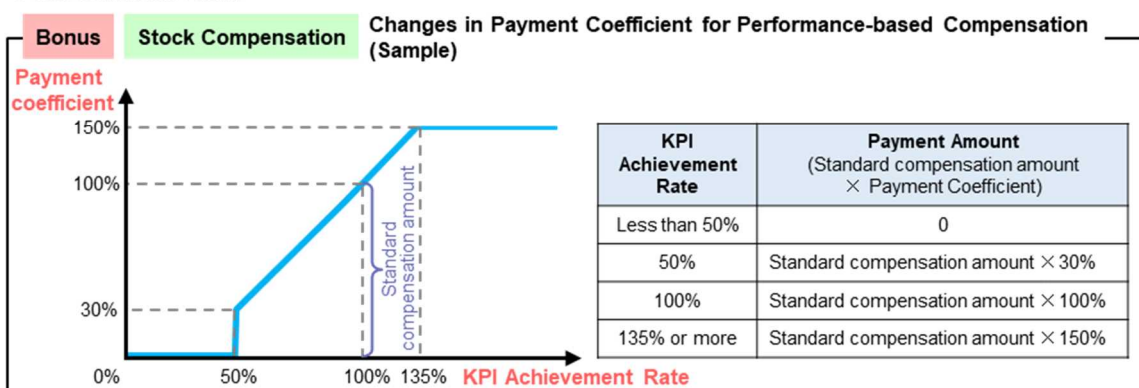 Bonus
Stock Compensation
Changes in Payment Coefficient for Performance-based Compensation
(Sample)
Payment
coefficient
150%
100%
30%
0%
50%
100%
135%
KPI Achievement Rate
Standard
compensation amount
KPI
Achievement
Rate
Payment Amount
(Standard compensation amount
× Payment Coefficient)
Less than 50%
0
50%
Standard compensation amount × 30%
100%
Standard compensation amount × 100%
135% or more
Standard compensation amount × 150%